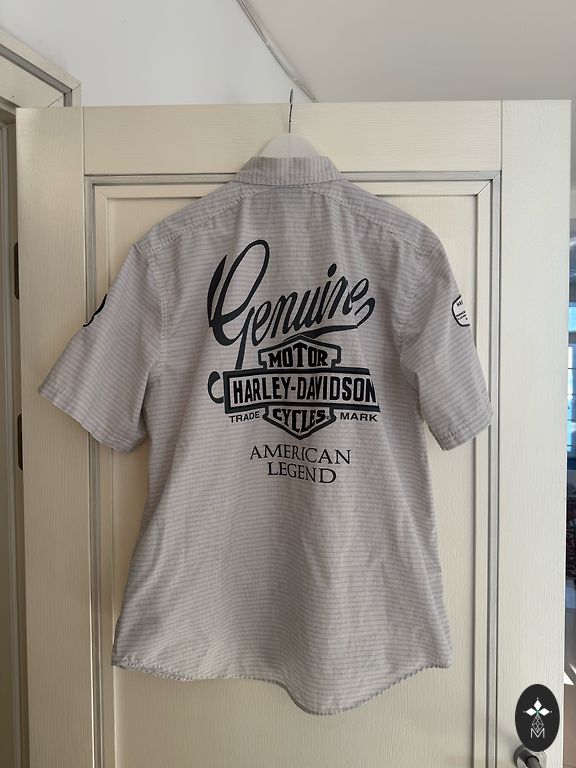 Genuine
MOTOR
HARLEY-DAVIDSON
TRADE MARK
CYCLES
AMERICAN
LEGEND
M